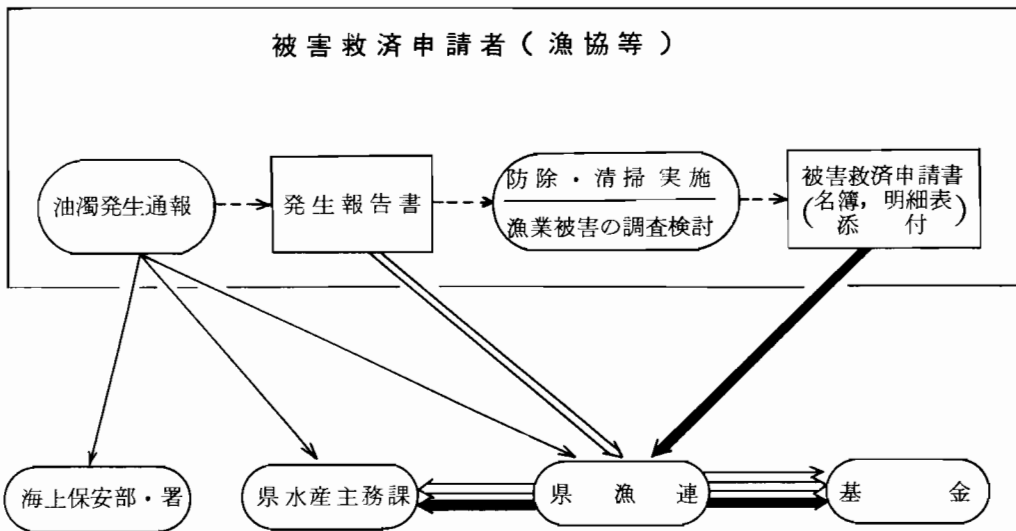 被害救済申請者(漁協等)
油濁発生通報
発生報告書
防除・清掃 実施
漁業被害の調査検討
被害救済申請書
(名簿,明細表
添 付)
海上保安部・署
県水産主務課
県 漁 連
基 金